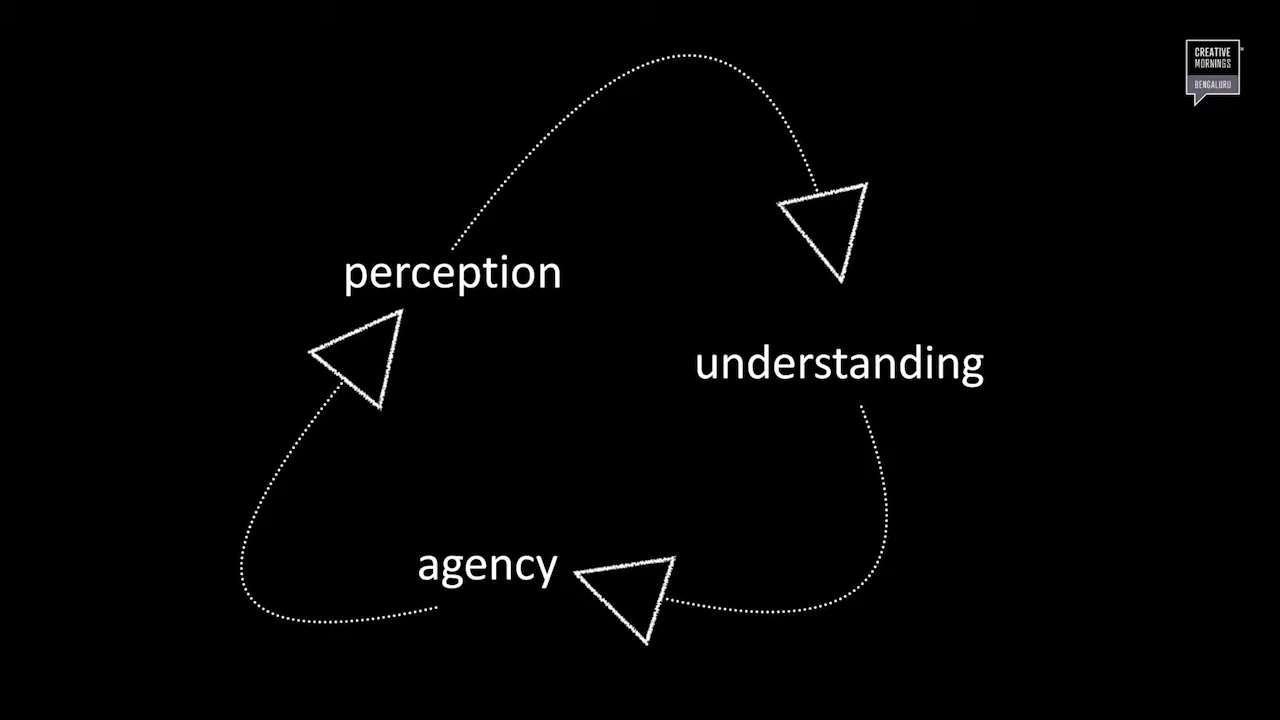 CREATIVE
MORNINGS
BENGALURU
perception
understanding
agency